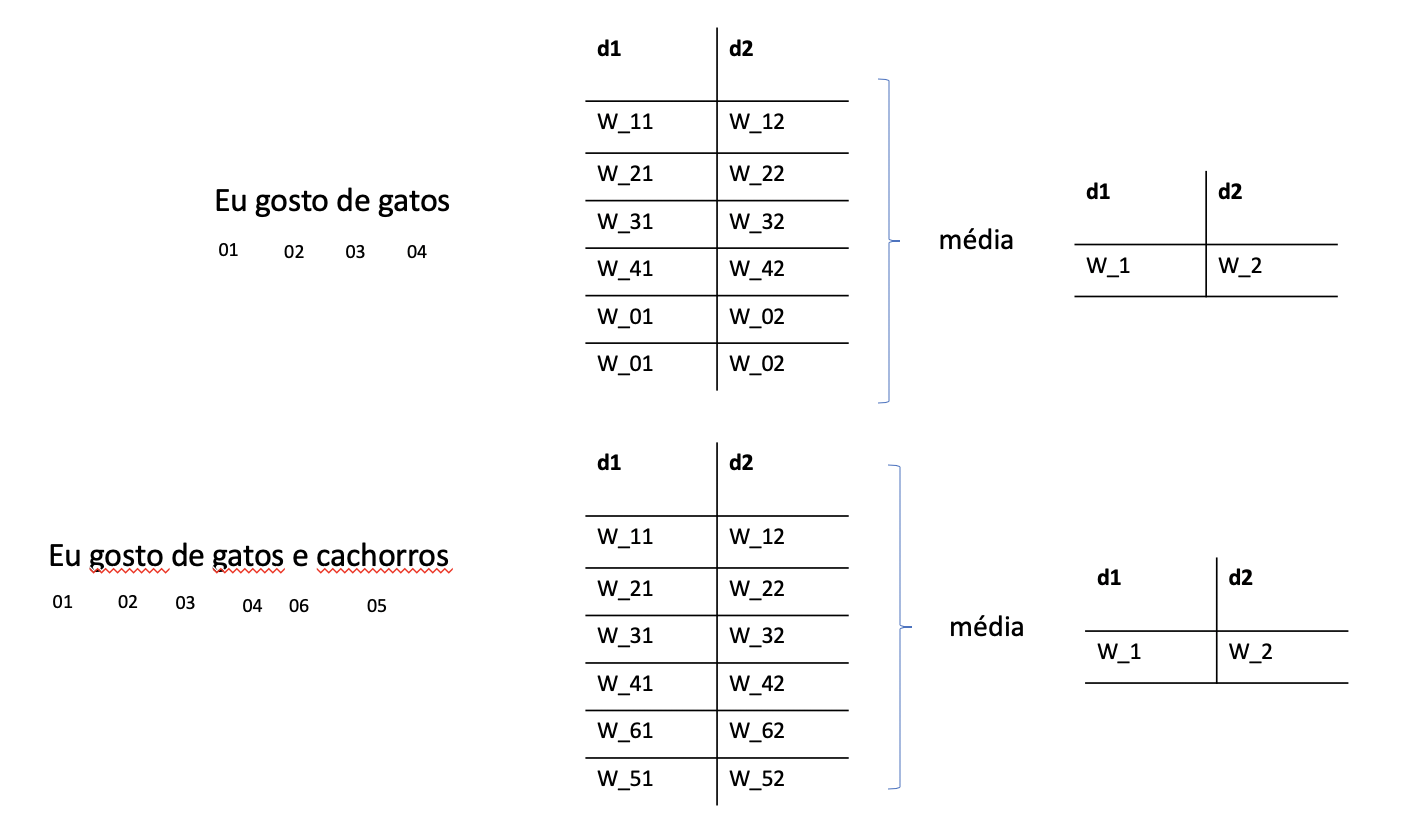 d1 d2
W_11 W_12
W_21 W_22
W_31 W_32
W_41 W_42
W_01 W_02
W_01 W_02
Eu gosto de gatos
01 02 03 04
média
d1 d2
W_1 W_2
d1 d2
W_11 W_12
W_21 W_22
W_31 W_32
W_41 W_42
W_61 W_62
W_51 W_52
Eu gosto de gatos e cachorros
01 02 03 04 06 05
média
d1 d2
W_1 W_2